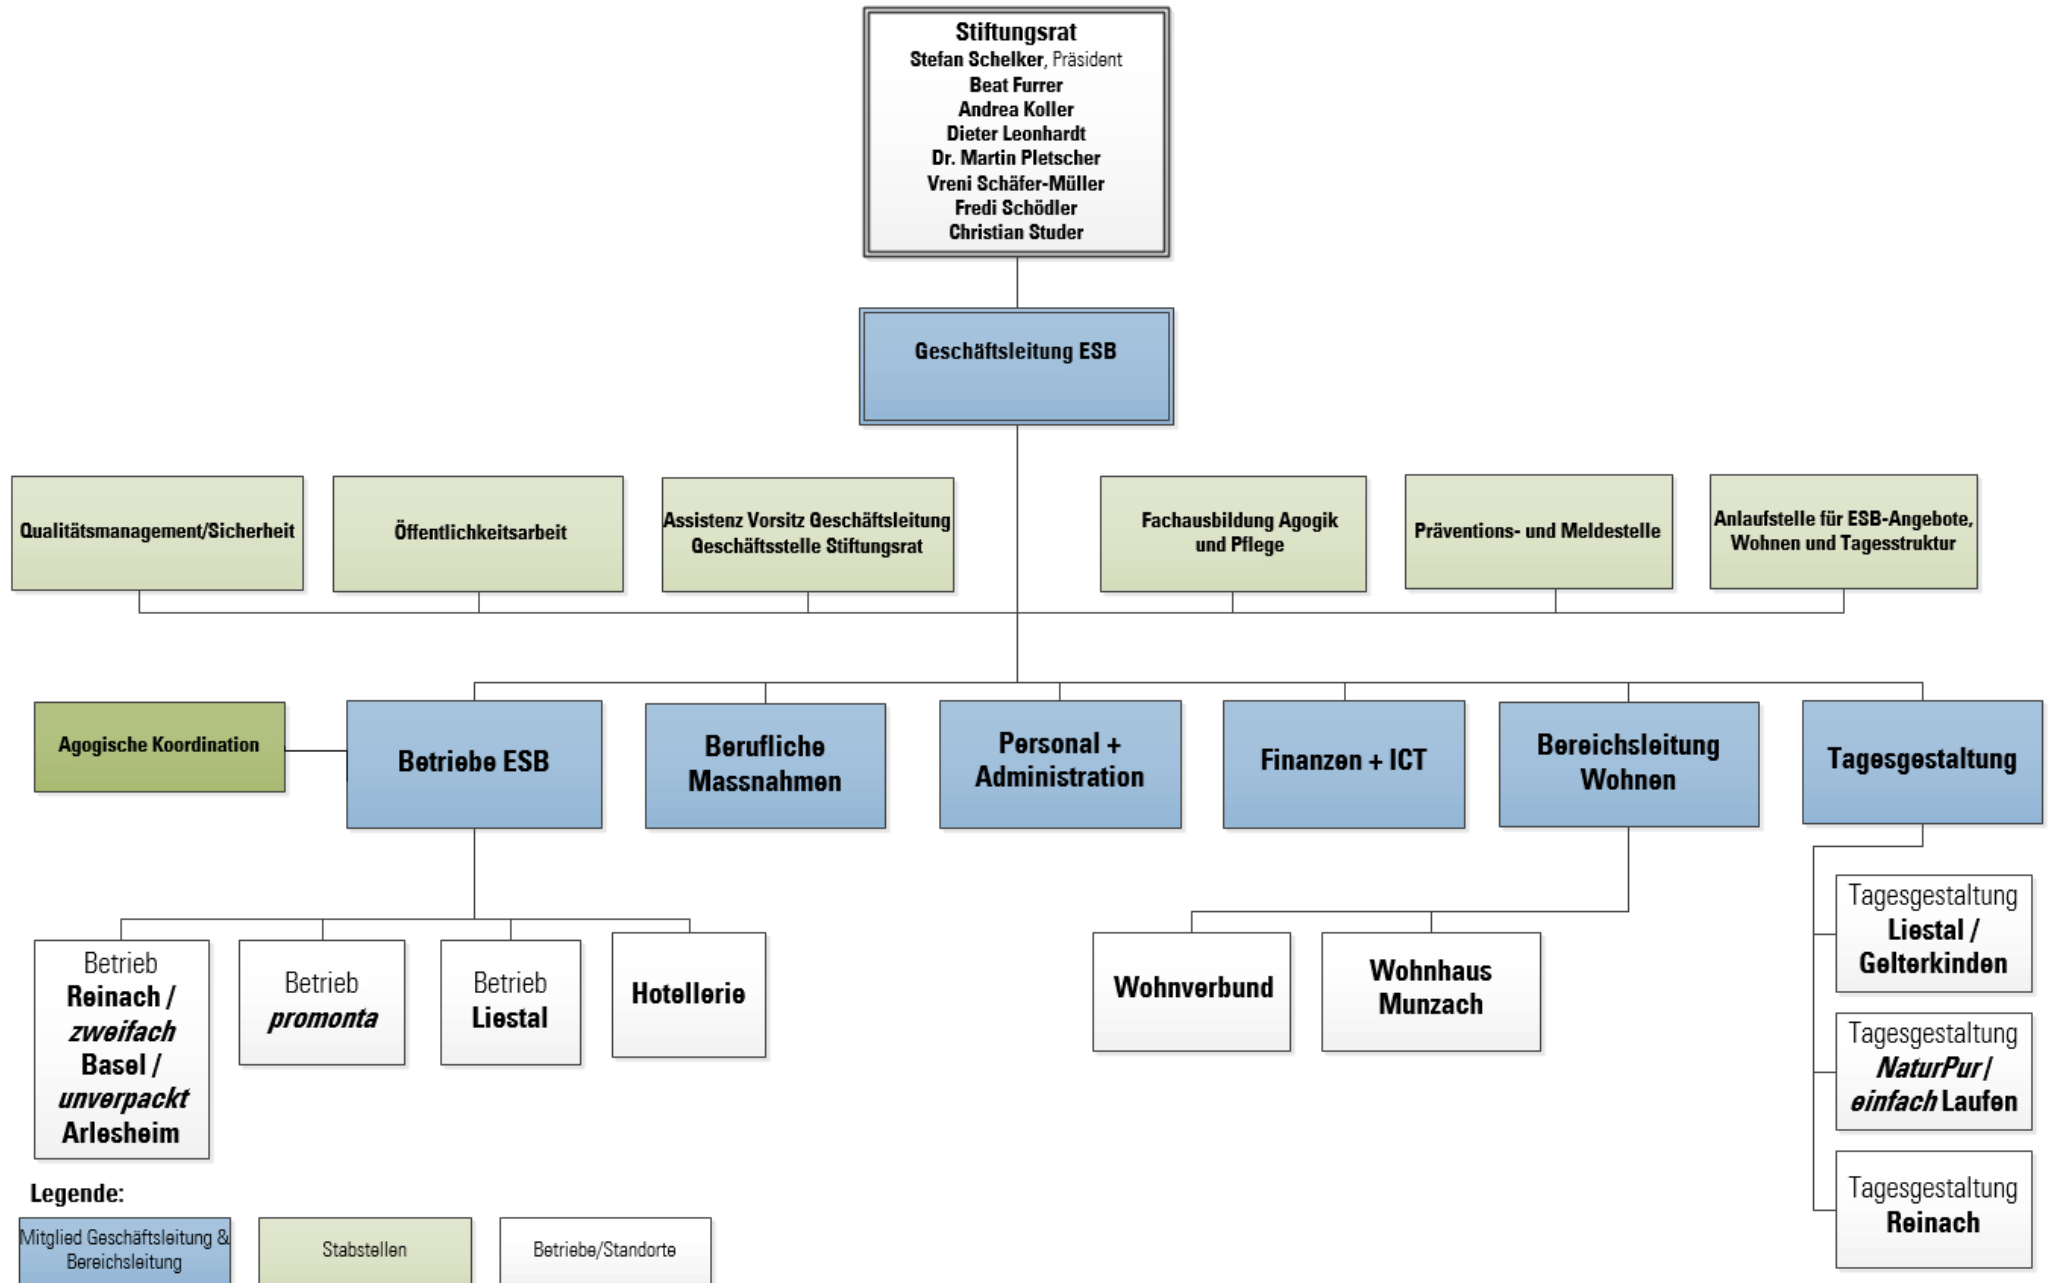 Stiftungsrat
Stefan Schelker, Präsident
Beat Furrer
Andrea Koller
Dieter Leonhardt
Dr. Martin Pletscher
Vreni Schäfer-Müller
Fredi Schödler
Christian Studer
Geschäftsleitung ESB
Qualitätsmanagement/Sicherheit
Öffentlichkeitsarbeit
Assistenz Vorsitz Geschäftsleitung
Geschäftsstelle Stiftungsrat
Fachausbildung Agogik
und Pflege
Präventions- und Meldestelle
Anlaufstelle für ESB-Angebote,
Wohnen und Tagesstruktur
Agogische Koordination
Betriebe ESB
Berufliche
Massnahmen
Personal +
Administration
Finanzen + ICT
Bereichsleitung
Wohnen
Tagesgestaltung
Betrieb
Reinach /
zweifach
Basel /
unverpackt
Arlesheim
Betrieb
promonta
Betrieb
Liestal
Hotellerie
Wohnverbund
Wohnhaus
Munzach
Tagesgestaltung
Liestal /
Gelterkinden
Tagesgestaltung
NaturPur /
einfach Laufen
Tagesgestaltung
Reinach
Legende:
Mitglied Geschäftsleitung &
Bereichsleitung
Stabstellen
Betriebe/Standorte